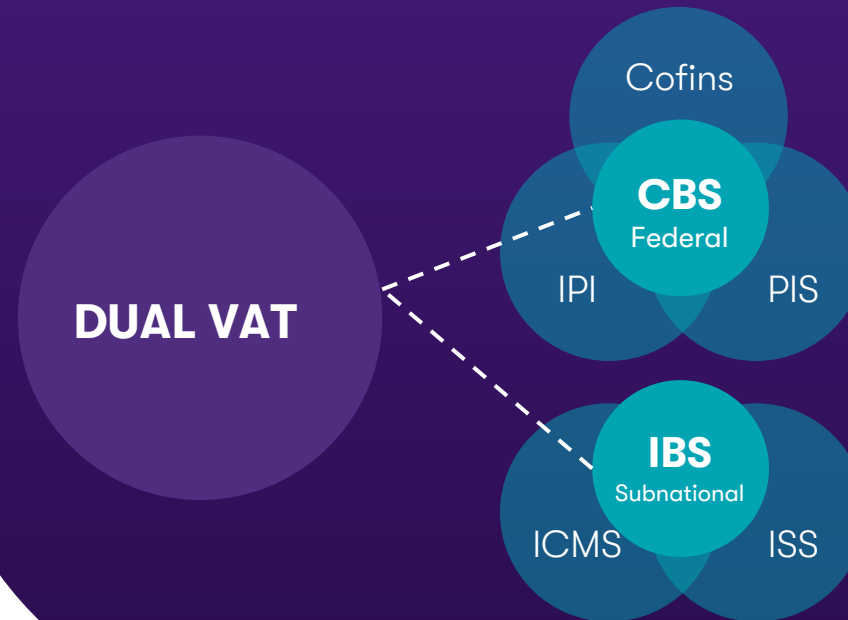 DUAL VAT
Cofins
CBS
Federal
IPI
PIS
IBS
Subnational
ICMS
ISS